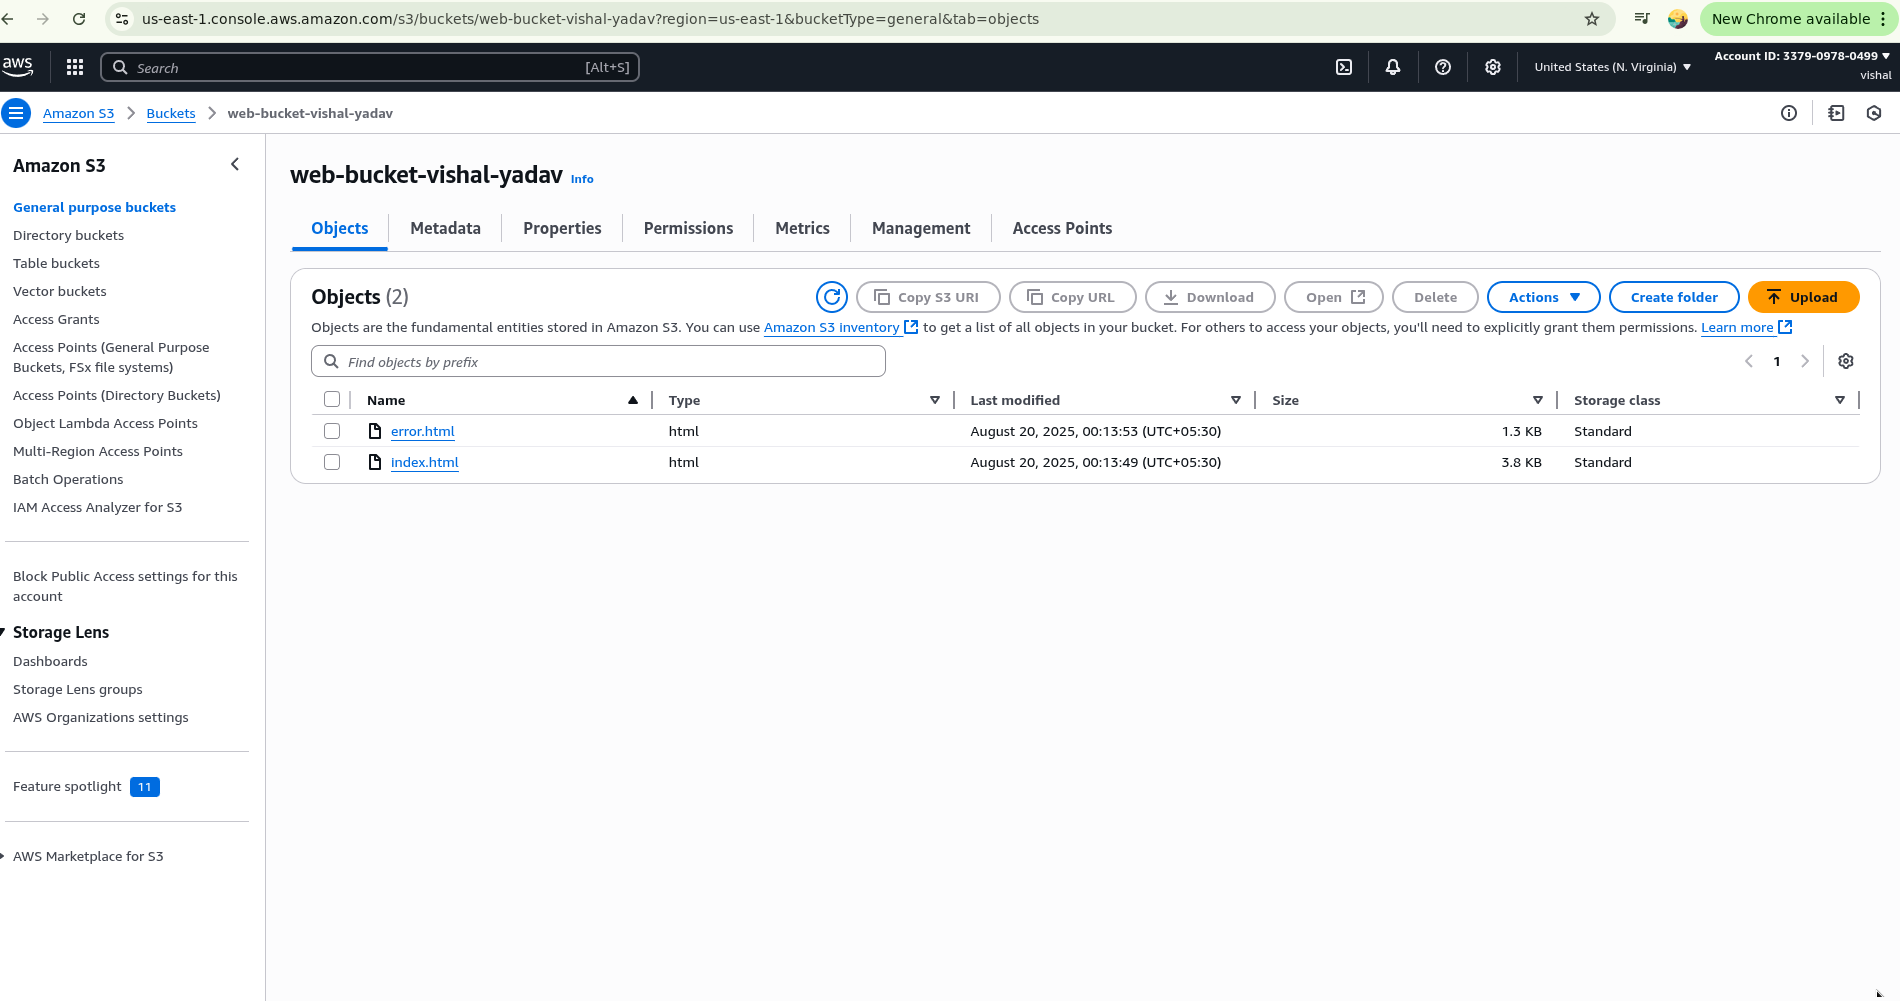 us-east-1.console.aws.amazon.com/s3/buckets/web-bucket-vishal-yadav?region=us-east-1&bucketType=general&tab=objects
New Chrome available
aws
Search
[Alt+S]
United States (N. Virginia)
Account ID: 3379-0978-0499
vishal
Amazon S3
Buckets
web-bucket-vishal-yadav
Amazon S3
General purpose buckets
Directory buckets
Table buckets
Vector buckets
Access Grants
Access Points (General Purpose
Buckets, FSx file systems)
Access Points (Directory Buckets)
Object Lambda Access Points
Multi-Region Access Points
Batch Operations
IAM Access Analyzer for S3
Block Public Access settings for this
account
Storage Lens
Dashboards
Storage Lens groups
AWS Organizations settings
Feature spotlight 11
AWS Marketplace for S3
web-bucket-vishal-yadav Info
Objects Metadata Properties Permissions Metrics Management Access Points
Objects (2)
Copy S3 URI Copy URL Download Open Delete Actions Create folder Upload
Objects are the fundamental entities stored in Amazon S3. You can use Amazon S3 inventory to get a list of all objects in your bucket. For others to access your objects, you'll need to explicitly grant them permissions. Learn more
Find objects by prefix
1
Name Type Last modified Size Storage class
error.html html August 20, 2025, 00:13:53 (UTC+05:30) 1.3 KB Standard
index.html html August 20, 2025, 00:13:49 (UTC+05:30) 3.8 KB Standard